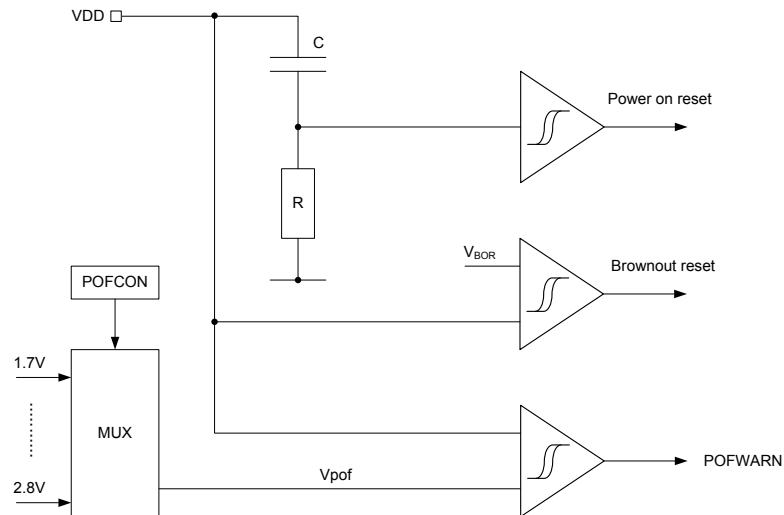 VDD
C
Power on reset
R
VBOR
Brownout reset
POFCON
1.7V
MUX
2.8V
Vpof
POFWARN